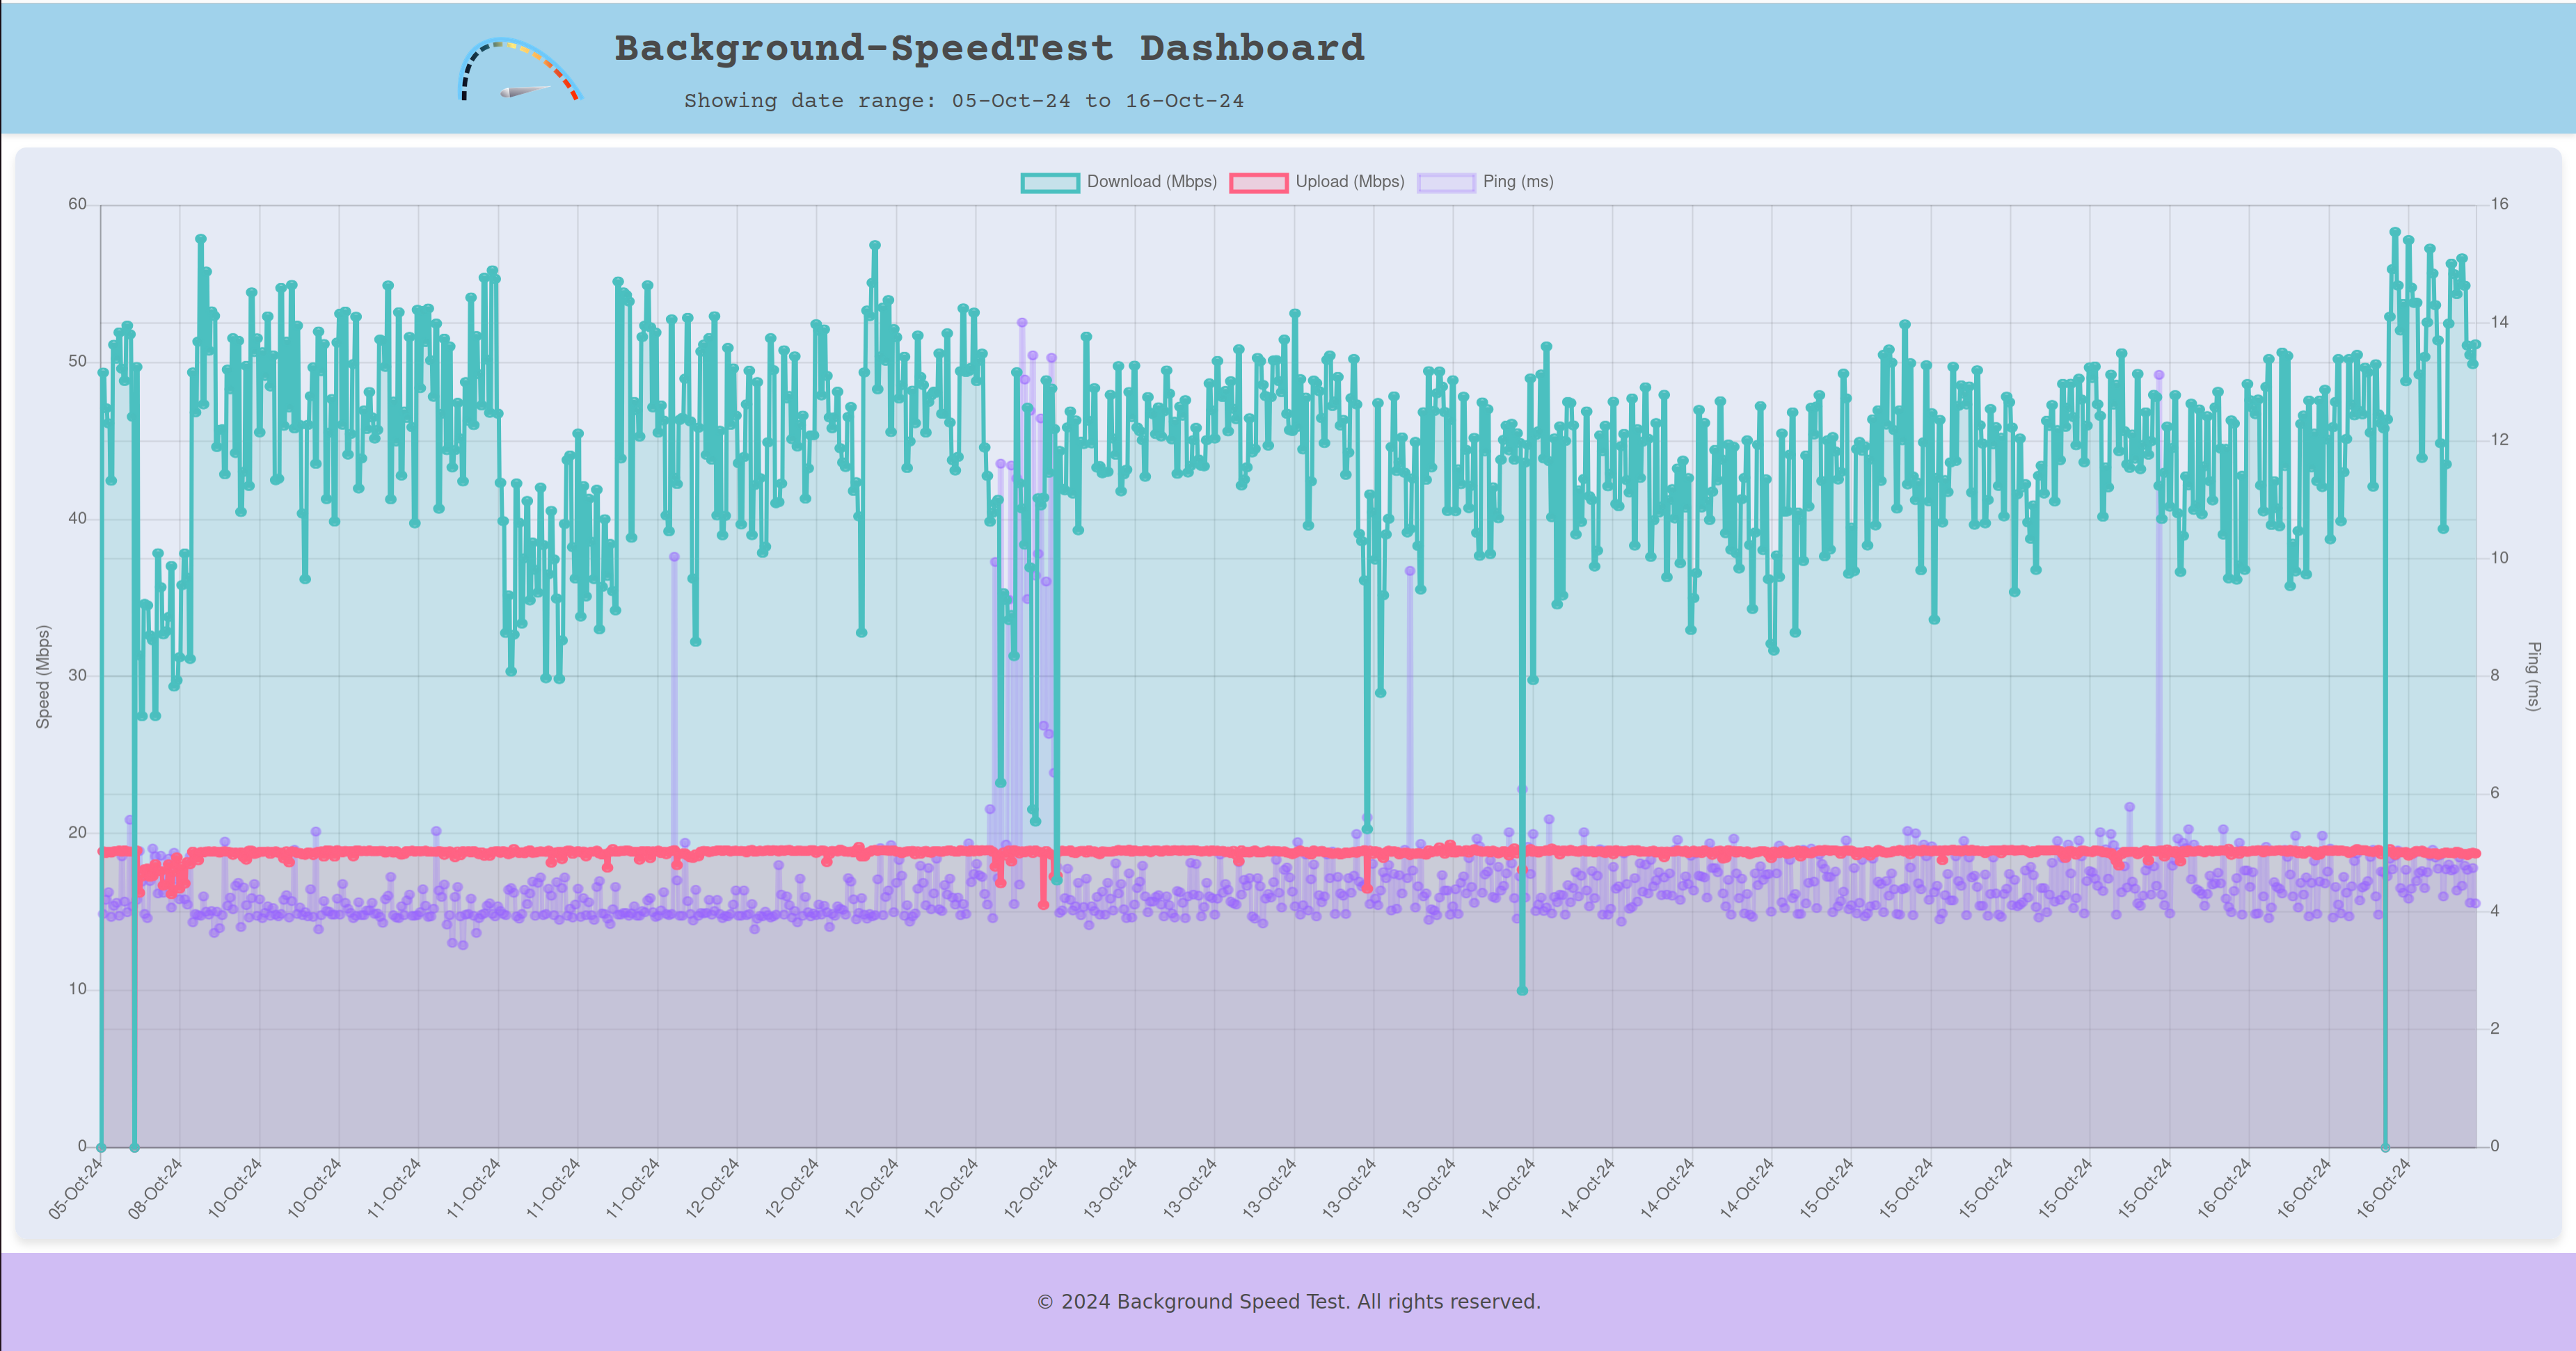 Background-SpeedTest Dashboard
Showing date range: 05-Oct-24 to 16-Oct-24
Download (Mbps) Upload (Mbps) Ping (ms)
60
50
40
30
20
10
0
Speed (Mbps)
16
14
12
10
8
6
4
2
0
Ping (ms)
05-Oct-24
08-Oct-24
10-Oct-24
10-Oct-24
11-Oct-24
11-Oct-24
11-Oct-24
11-Oct-24
12-Oct-24
12-Oct-24
12-Oct-24
12-Oct-24
12-Oct-24
13-Oct-24
13-Oct-24
13-Oct-24
13-Oct-24
13-Oct-24
14-Oct-24
14-Oct-24
14-Oct-24
14-Oct-24
15-Oct-24
15-Oct-24
15-Oct-24
15-Oct-24
15-Oct-24
16-Oct-24
16-Oct-24
16-Oct-24
© 2024 Background Speed Test. All rights reserved.